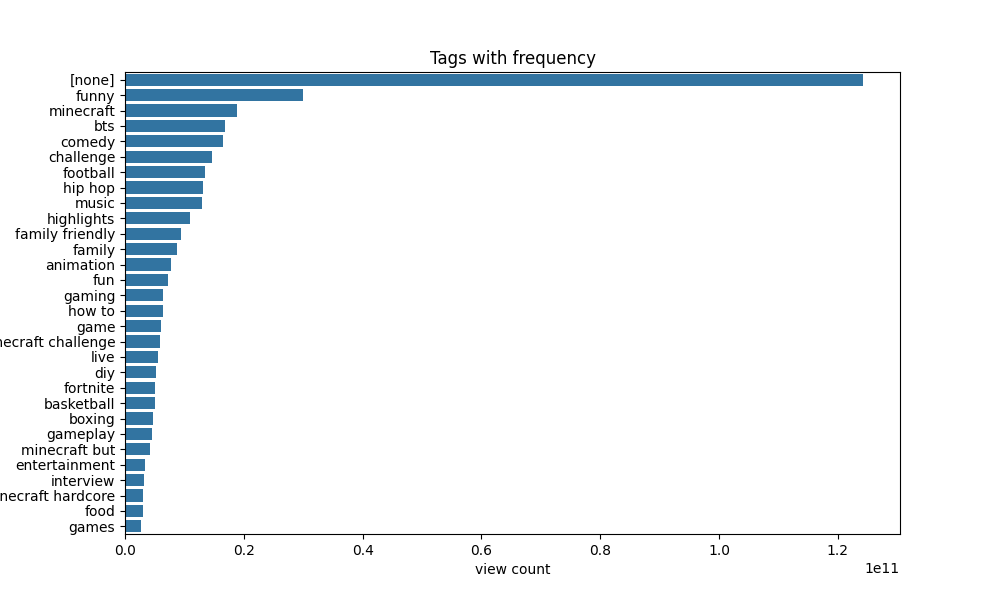 Tags with frequency
[none]
funny
minecraft
bts
comedy
challenge
football
hip hop
music
highlights
family friendly
family
animation
fun
gaming
how to
game
necraft challenge
live
diy
fortnite
basketball
boxing
gameplay
minecraft but
entertainment
interview
necraft hardcore
food
games
0.0 0.2 0.4 0.6 0.8 1.0 1.2
1e11
view count